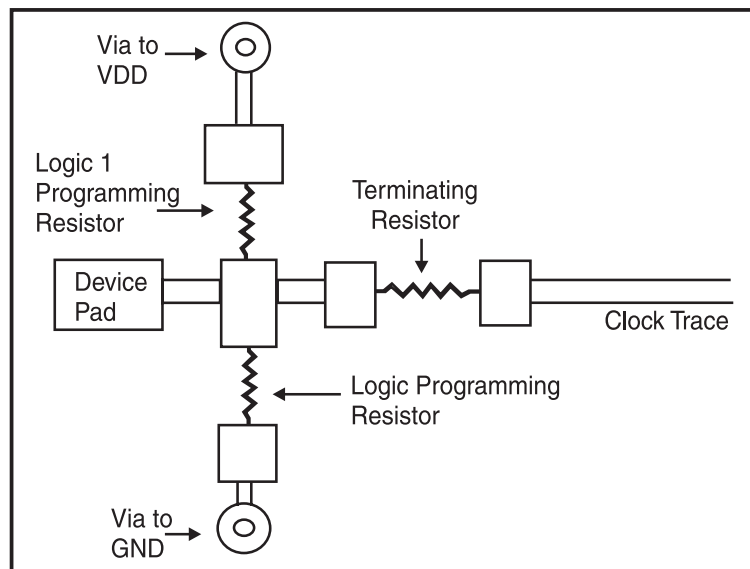 Via to
VDD
Logic 1
Programming
Resistor
Terminating
Resistor
Device
Pad
Clock Trace
Logic Programming
Resistor
Via to
GND